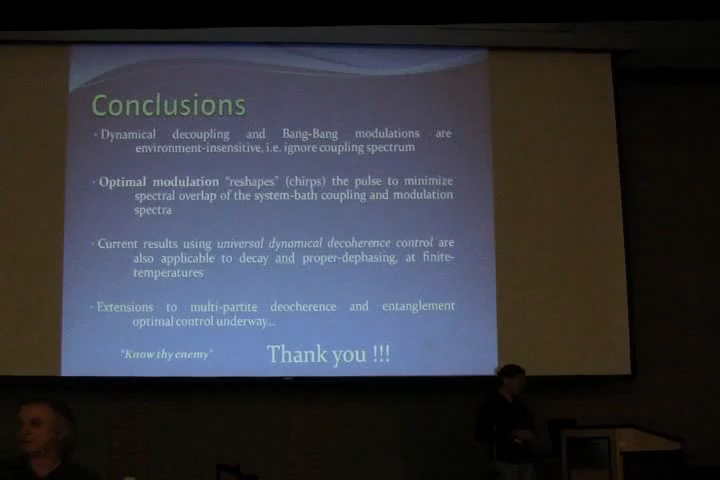 Conclusions
• Dynamical decoupling and Bang-Bang modulations are
environment-insensitive, i.e. ignore coupling spectrum
• Optimal modulation "reshapes" (chirps) the pulse to minimize
spectral overlap of the system-bath coupling and modulation
spectra
• Current results using universal dynamical decoherence control are
also applicable to decay and proper-dephasing, at finite-
temperatures
• Extensions to multi-partite deocherence and entanglement
optimal control underway...
"Know thy enemy" Thank you !!!